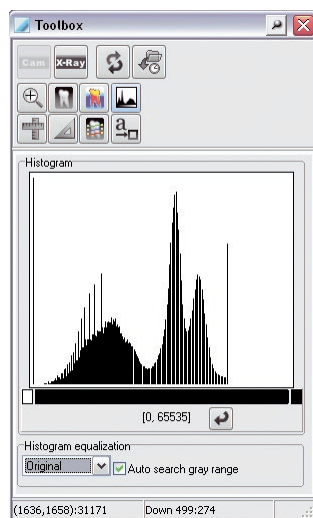 Toolbox
Cam X-Ray
a
Histogram
[0, 65535]
Histogram equalization
Original Auto search gray range
(1636,1658):31171 Down 499:274